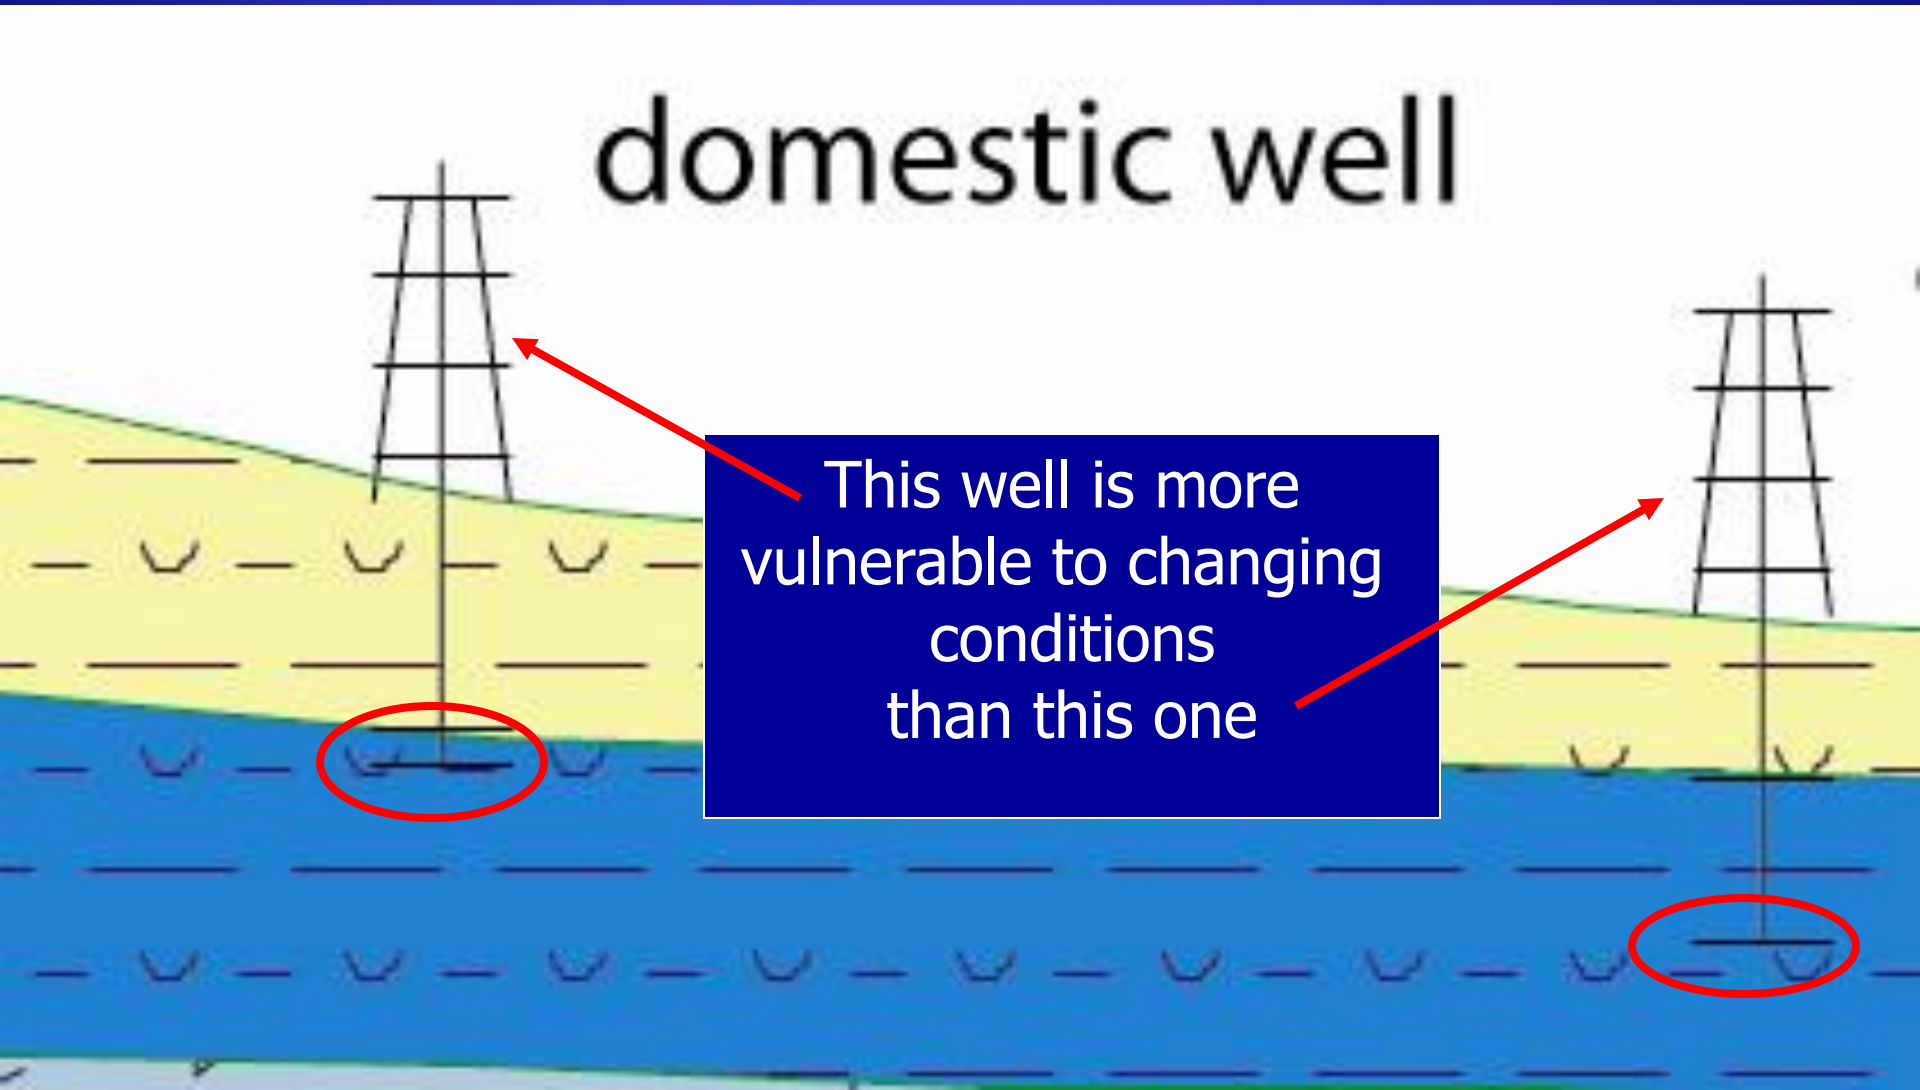 domestic well
This well is more
vulnerable to changing
conditions
than this one